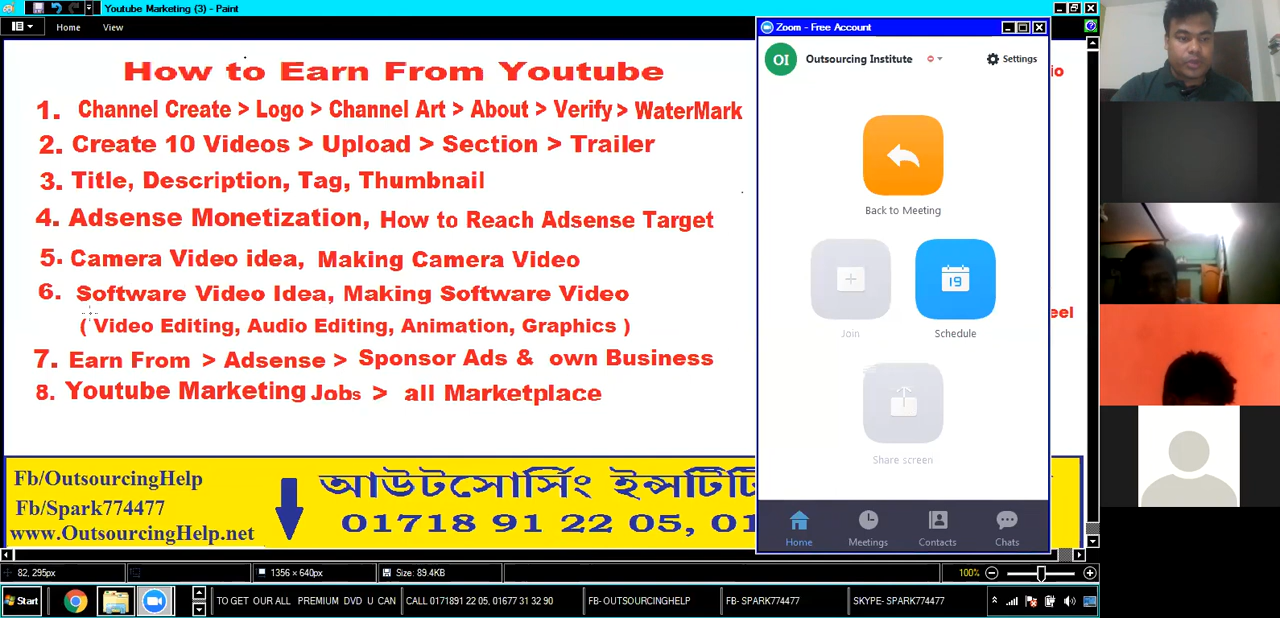 Youtube Marketing (3) - Paint
Home View
How to Earn From Youtube
1. Channel Create > Logo > Channel Art > About > Verify > WaterMark
2. Create 10 Videos > Upload > Section > Trailer
3. Title, Description, Tag, Thumbnail
4. Adsense Monetization, How to Reach Adsense Target
5. Camera Video idea, Making Camera Video
6. Software Video Idea, Making Software Video
( Video Editing, Audio Editing, Animation, Graphics )
7. Earn From > Adsense > Sponsor Ads & own Business
8. Youtube Marketing Jobs > all Marketplace
Fb/OutsourcingHelp
Fb/Spark774477
www.OutsourcingHelp.net
আউটসোর্সিং
01718 91 22 05,
Zoom - Free Account
OI Outsourcing Institute Settings
Back to Meeting
19
Join Schedule
Share screen
Home Meetings Contacts Chats
82, 295px 1356 × 640px Size: 89.4KB 100%
Start TO GET OUR ALL PREMIUM DVD U CAN CALL 0171891 22 05, 01677 31 32 90 FB- OUTSOURCINGHELP FB- SPARK774477 SKYPE- SPARK774477